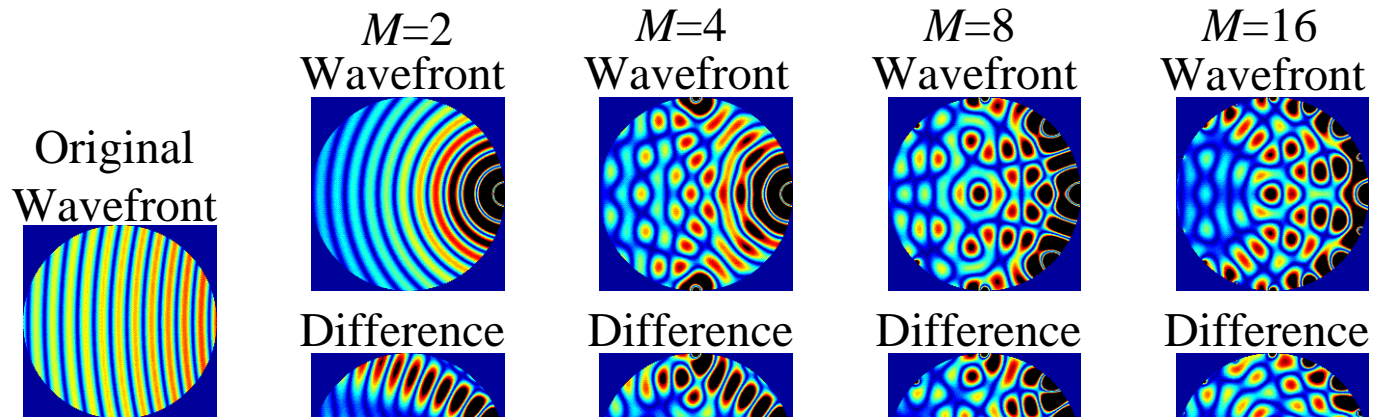 Original
Wavefront
M=2
Wavefront
M=4
Wavefront
M=8
Wavefront
M=16
Wavefront
Difference
Difference
Difference
Difference